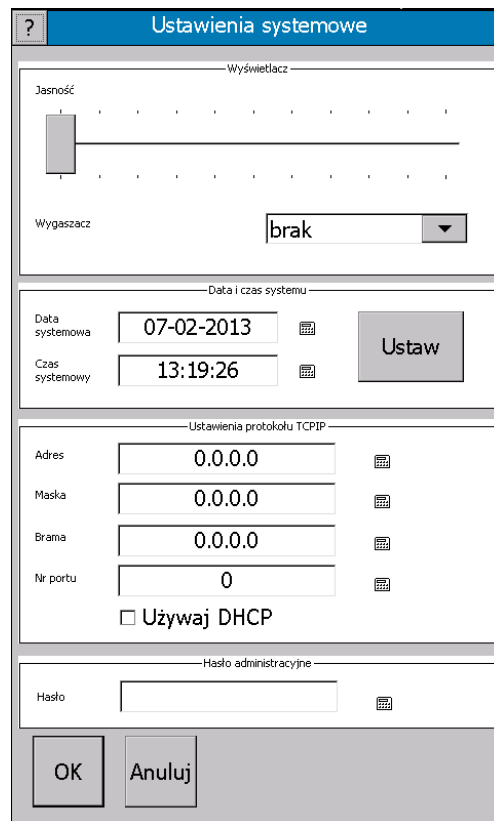 ? Ustawienia systemowe
Wyświetlacz
Jasność
Wygaszacz brak
Data i czas systemu
Data systemowa 07-02-2013
Ustaw
Czas systemowy 13:19:26
Ustawienia protokołu TCPIP
Adres 0.0.0.0
Maska 0.0.0.0
Brama 0.0.0.0
Nr portu 0
Używaj DHCP
Hasło administracyjne
Hasło
OK Anuluj